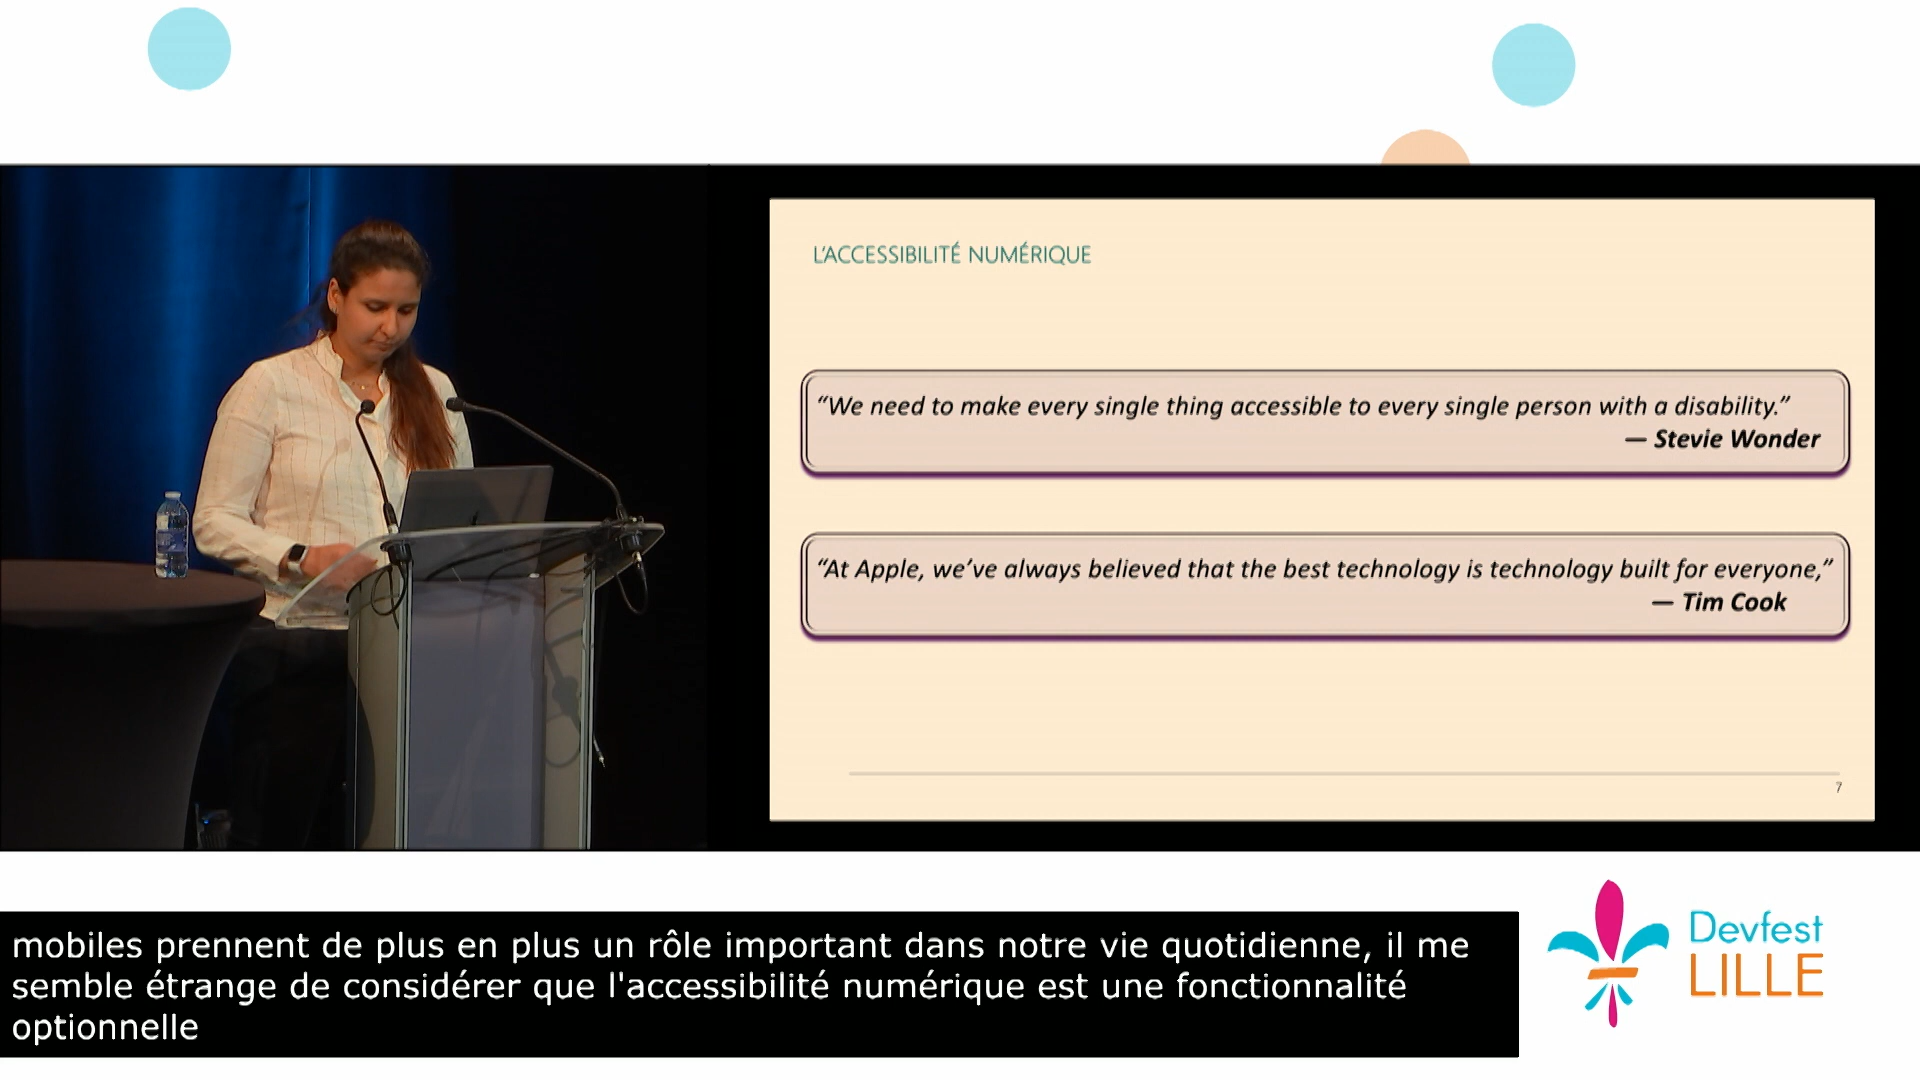 L'ACCESSIBILITÉ NUMÉRIQUE
“We need to make every single thing accessible to every single person with a disability.”
— Stevie Wonder
“At Apple, we’ve always believed that the best technology is technology built for everyone,”
— Tim Cook
7
mobiles prennent de plus en plus un rôle important dans notre vie quotidienne, il me
semble étrange de considérer que l'accessibilité numérique est une fonctionnalité
optionnelle
Devfest
LILLE